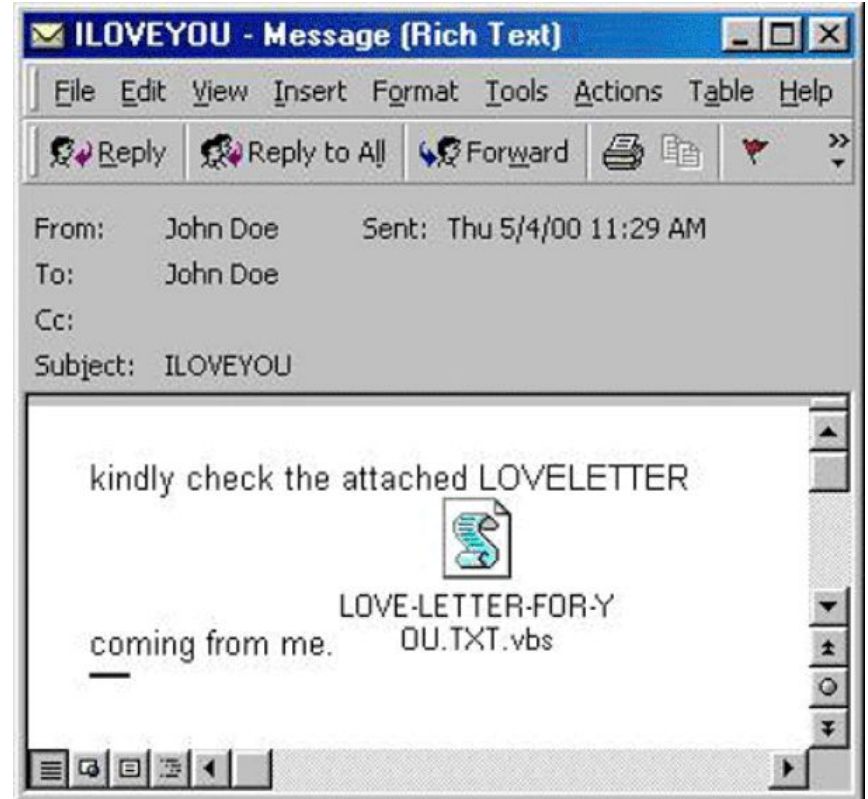 ILOVEYOU - Message (Rich Text)
File Edit View Insert Format Tools Actions Table Help
Reply Reply to All Forward
From: John Doe Sent: Thu 5/4/00 11:29 AM
To: John Doe
Cc:
Subject: ILOVEYOU
kindly check the attached LOVELETTER
LOVE-LETTER-FOR-Y
coming from me. OU.TXT.vbs